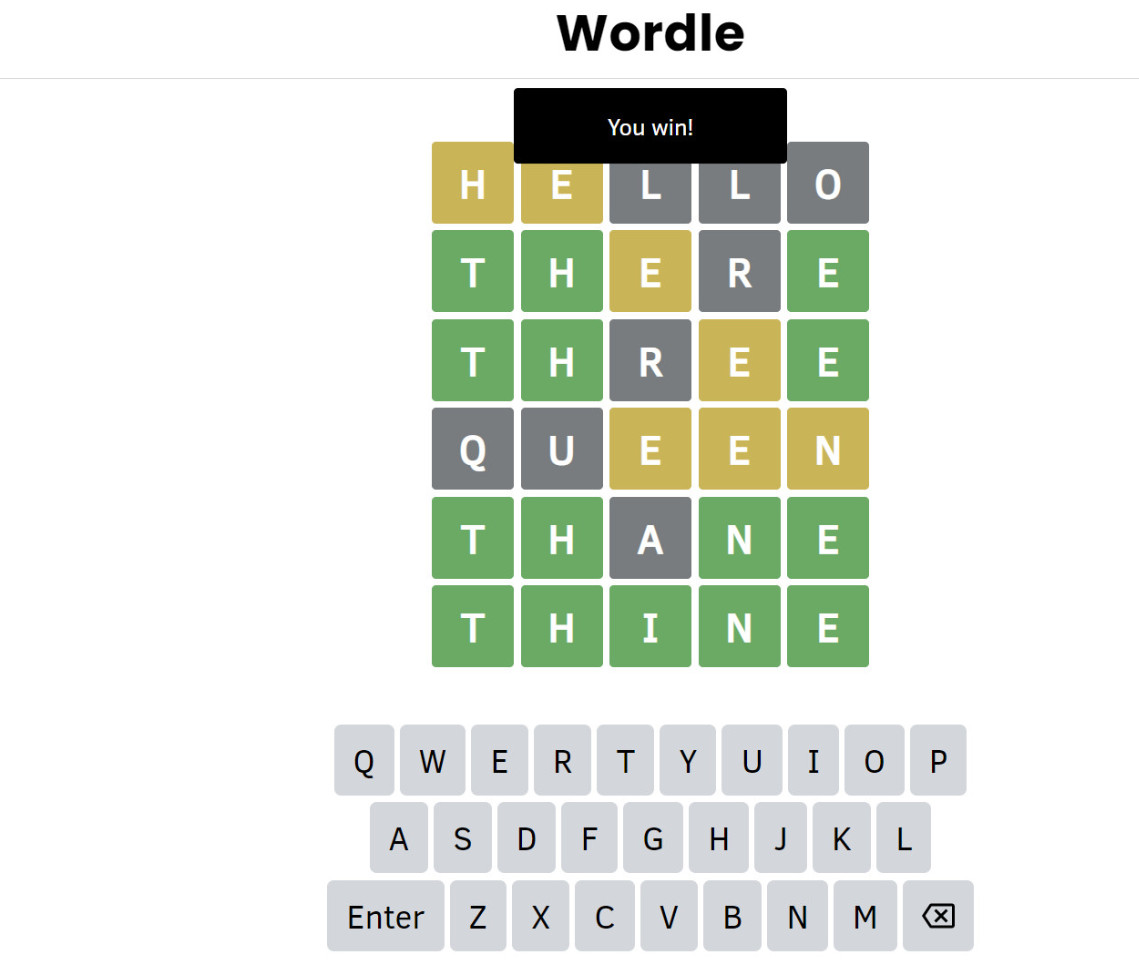 Wordle
You win!
H E L L O
T H E R E
T H R E E
Q U E E N
T H A N E
T H I N E
Q W E R T Y U I O P
A S D F G H J K L
Enter Z X C V B N M